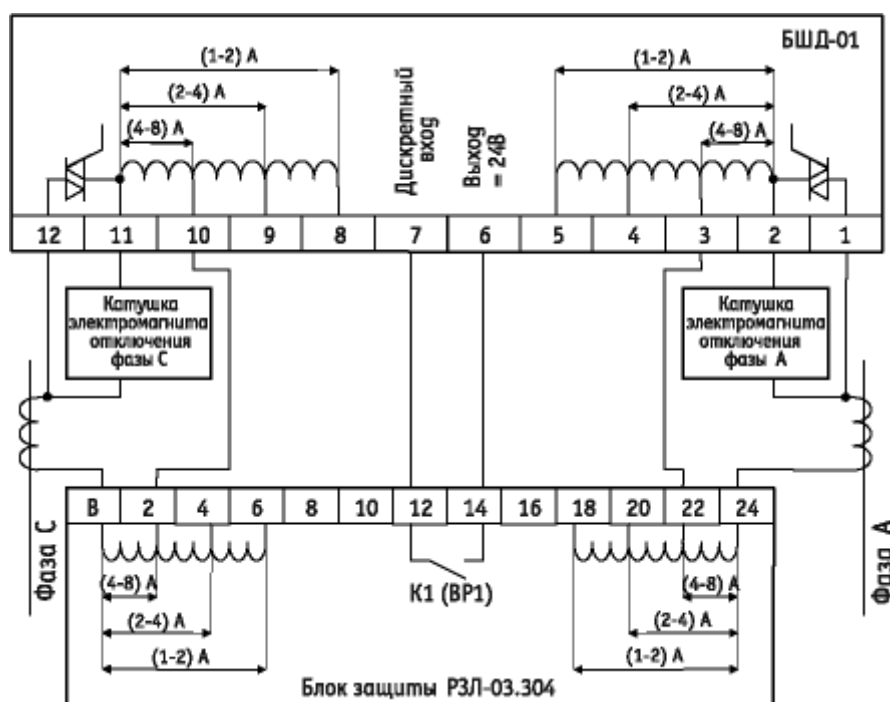 БШД-01
(1-2) А
(1-2) А
(2-4) А
(2-4) А
(4-8) А
(4-8) А
Дискретный
вход
Выход
= 24В
12 11 10 9 8 7 6 5 4 3 2 1
Катушка
электромагнита
отключения
фазы С
Катушка
электромагнита
отключения
фазы А
В 2 4 6 8 10 12 14 16 18 20 22 24
Фаза С
Фаза А
(4-8) А
К1 (ВР1)
(4-8) А
(2-4) А
(2-4) А
(1-2) А
(1-2) А
Блок защиты РЗЛ-03.304